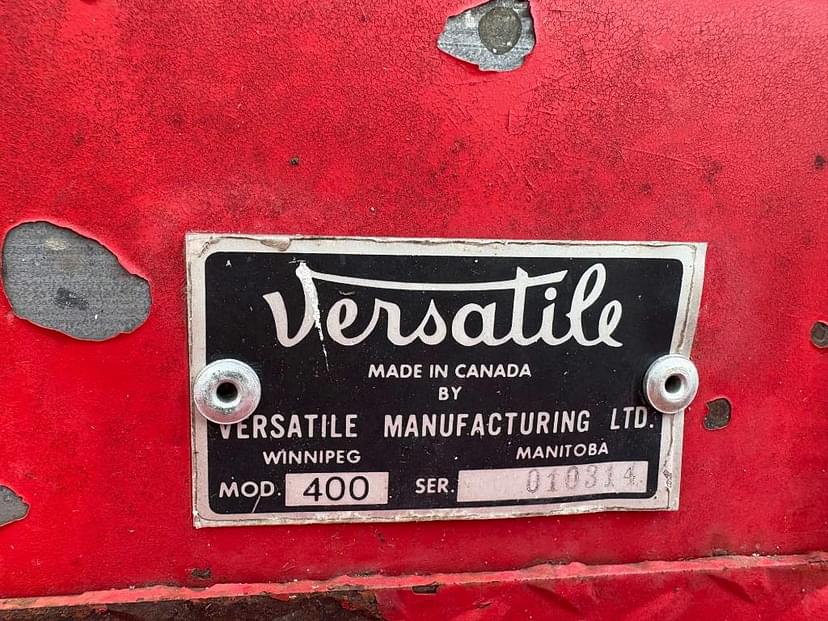 Versatile
MADE IN CANADA
BY
VERSATILE MANUFACTURING LTD.
WINNIPEG MANITOBA
MOD. 400 SER. 010314